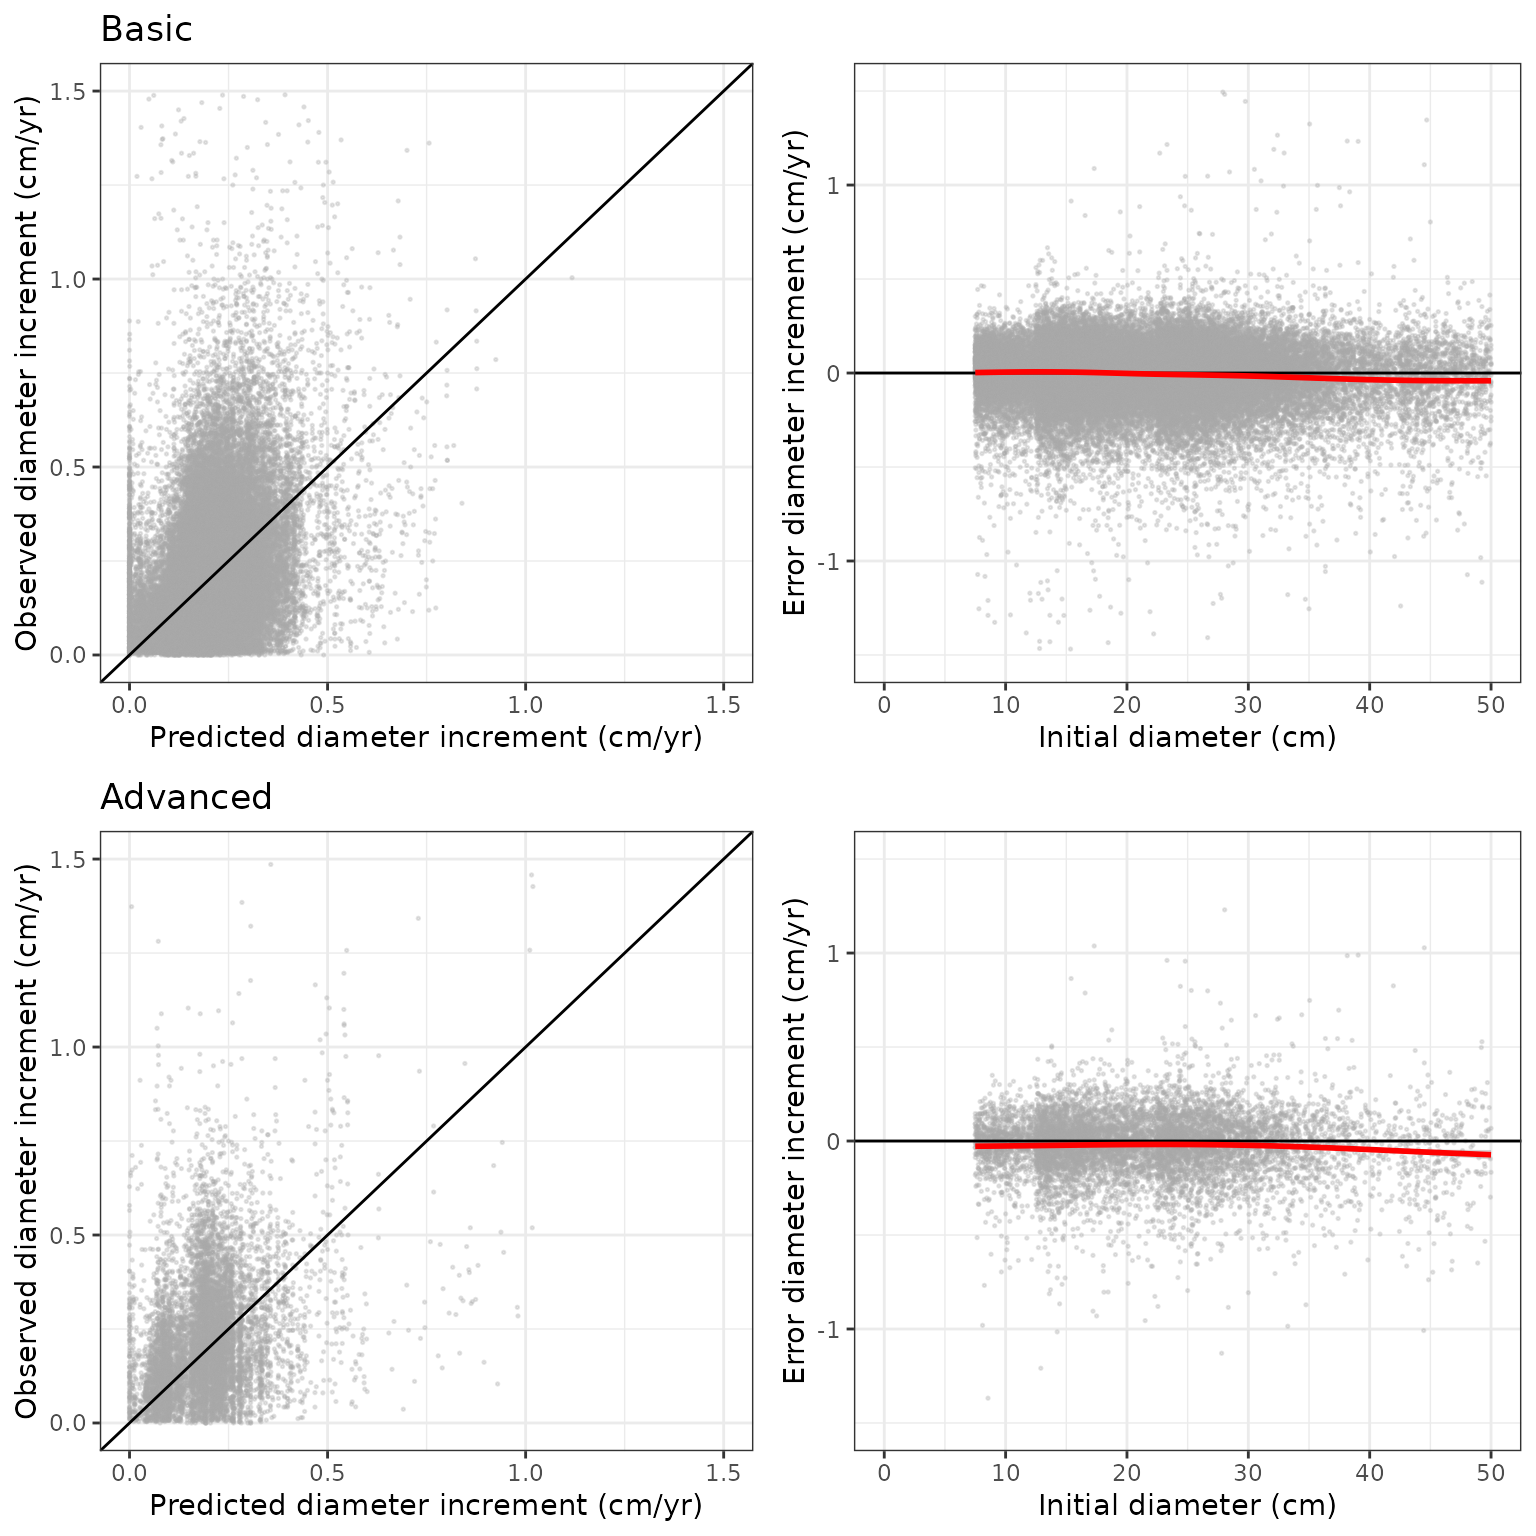 Basic
Observed diameter increment (cm/yr)
1.5
1.0
0.5
0.0
0.0 0.5 1.0 1.5
Predicted diameter increment (cm/yr)
Error diameter increment (cm/yr)
1
0
-1
0 10 20 30 40 50
Initial diameter (cm)
Advanced
Observed diameter increment (cm/yr)
1.5
1.0
0.5
0.0
0.0 0.5 1.0 1.5
Predicted diameter increment (cm/yr)
Error diameter increment (cm/yr)
1
0
-1
0 10 20 30 40 50
Initial diameter (cm)